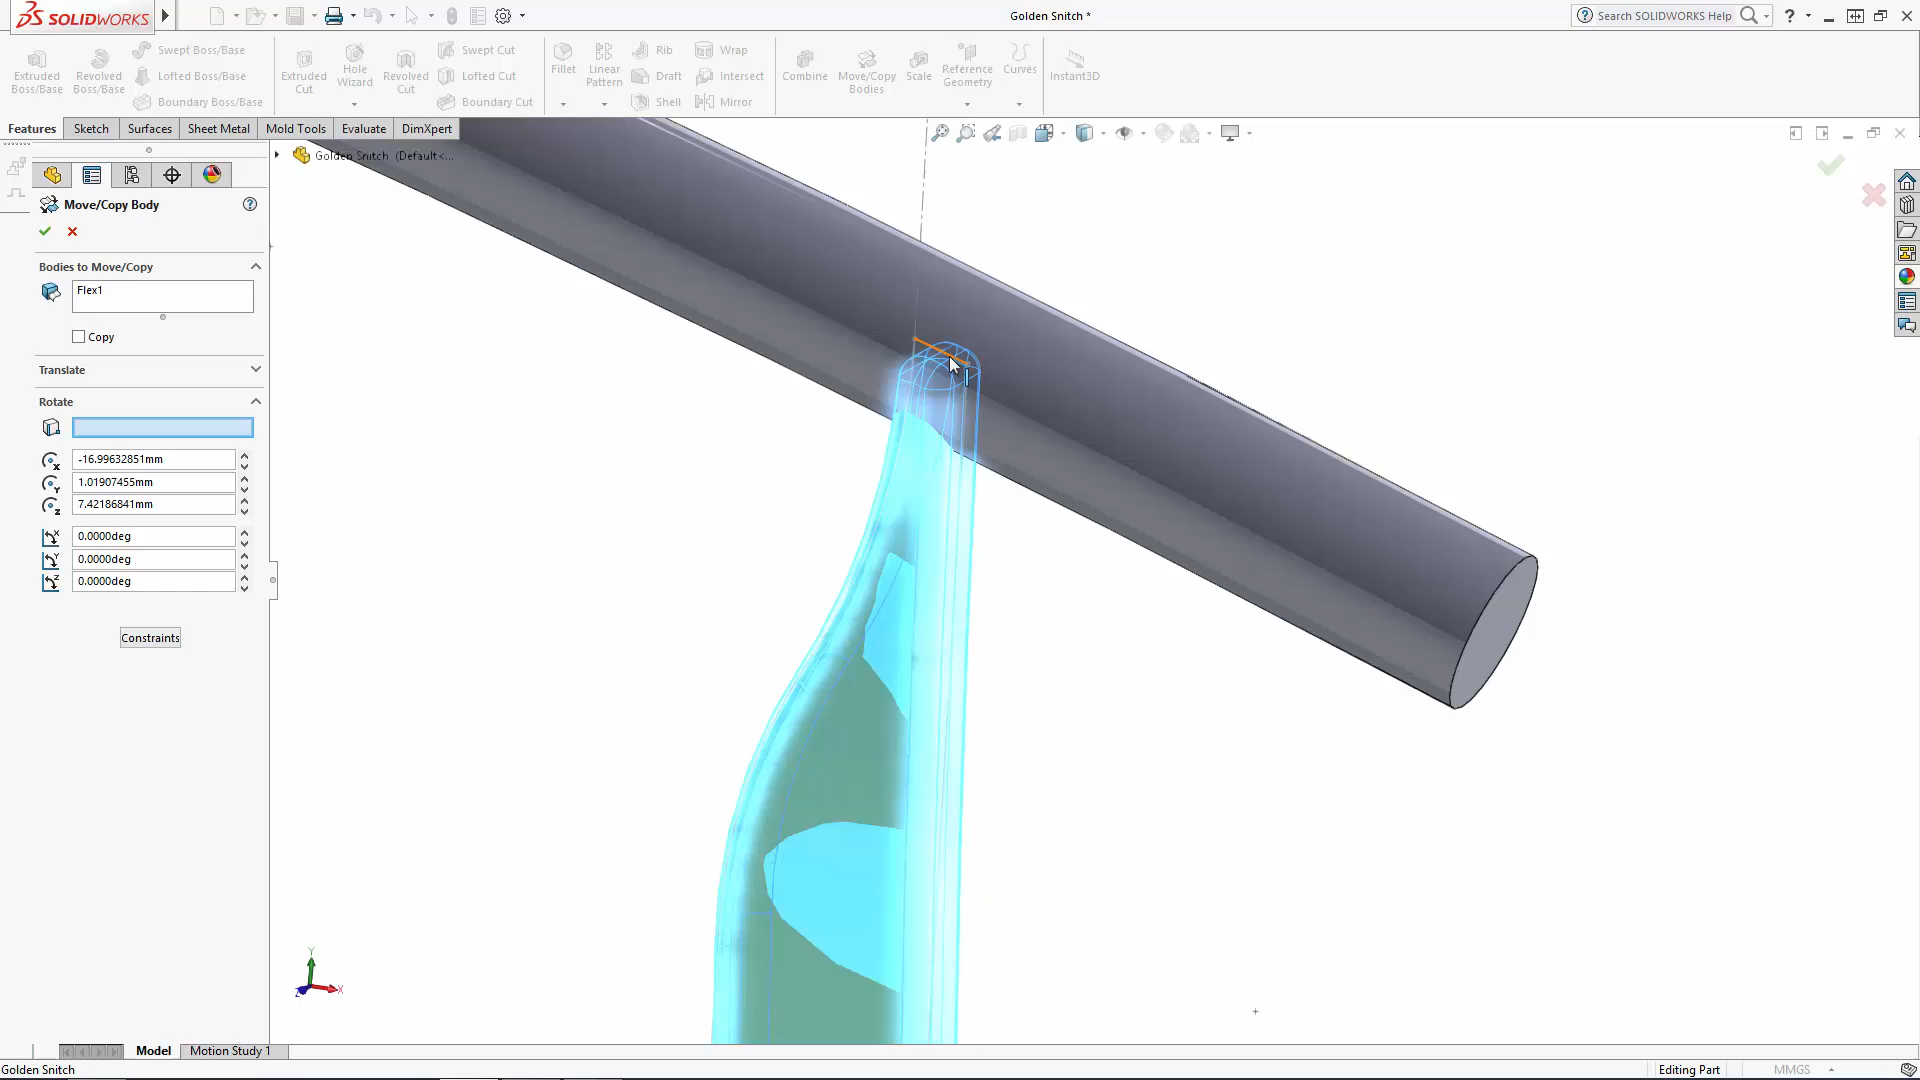 SOLIDWORKS
Golden Snitch *
Search SOLIDWORKS Help
?
Extruded Boss/Base
Revolved Boss/Base
Swept Boss/Base
Lofted Boss/Base
Boundary Boss/Base
Extruded Cut
Hole Wizard
Revolved Cut
Swept Cut
Lofted Cut
Boundary Cut
Fillet
Linear Pattern
Rib
Draft
Shell
Wrap
Intersect
Mirror
Combine
Move/Copy Bodies
Scale
Reference Geometry
Curves
Instant3D
Features
Sketch
Surfaces
Sheet Metal
Mold Tools
Evaluate
DimXpert
Golden Snitch (Default<...
Move/Copy Body
?
Bodies to Move/Copy
Flex1
Copy
Translate
Rotate
-16.99632851mm
1.01907455mm
7.42186841mm
0.0000deg
0.0000deg
0.0000deg
Constraints
Y
X
Z
Model
Motion Study 1
Golden Snitch
Editing Part
MMGS